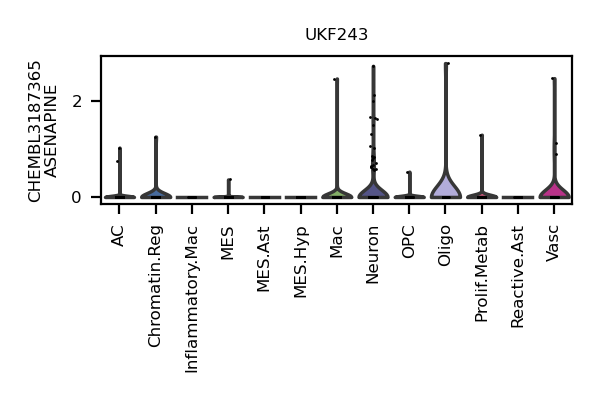 UKF243
CHEMBL3187365
ASENAPINE
2
0
AC
Chromatin.Reg
Inflammatory.Mac
MES
MES.Ast
MES.Hyp
Mac
Neuron
OPC
Oligo
Prolif.Metab
Reactive.Ast
Vasc